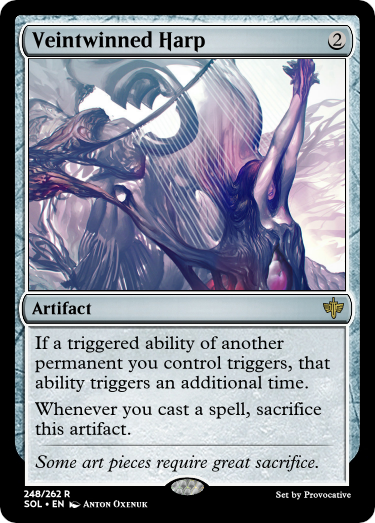 Veintwinned Harp
2
Artifact
If a triggered ability of another
permanent you control triggers, that
ability triggers an additional time.
Whenever you cast a spell, sacrifice
this artifact.
Some art pieces require great sacrifice.
248/262 R
SOL • EN Anton Oxenuk
Set by Provocative